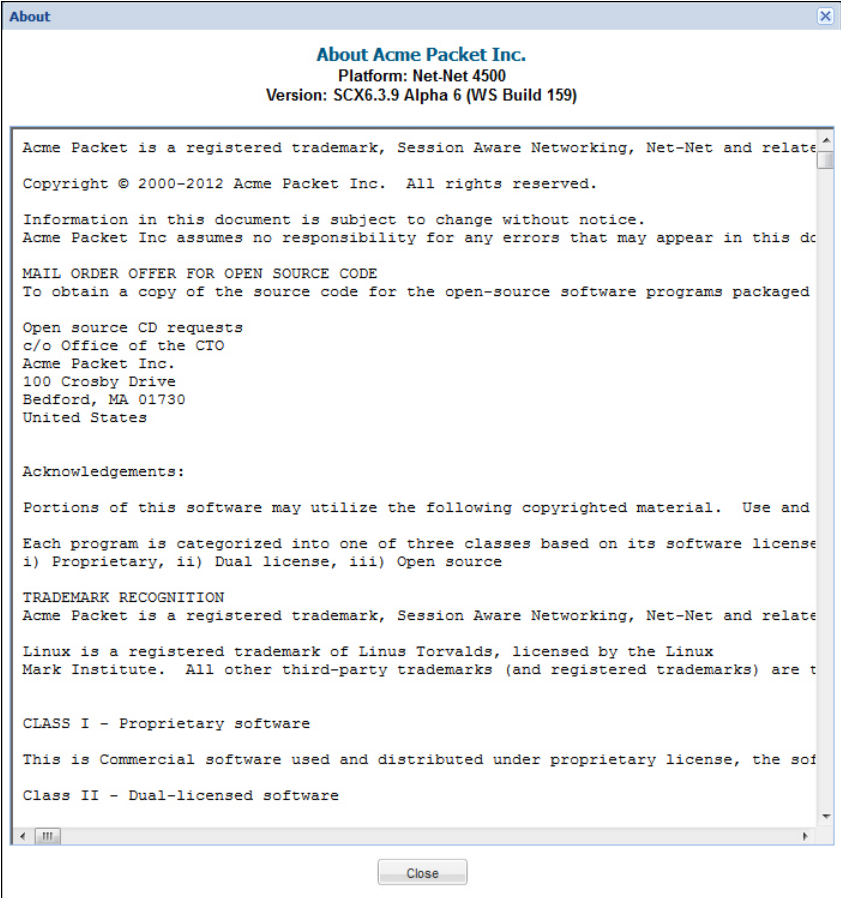 About
About Acme Packet Inc.
Platform: Net-Net 4500
Version: SCX6.3.9 Alpha 6 (WS Build 159)
Acme Packet is a registered trademark, Session Aware Networking, Net-Net and relate
Copyright © 2000-2012 Acme Packet Inc.  All rights reserved.
Information in this document is subject to change without notice.
Acme Packet Inc assumes no responsibility for any errors that may appear in this do
MAIL ORDER OFFER FOR OPEN SOURCE CODE
To obtain a copy of the source code for the open-source software programs packaged
Open source CD requests
c/o Office of the CTO
Acme Packet Inc.
100 Crosby Drive
Bedford, MA 01730
United States
Acknowledgements:
Portions of this software may utilize the following copyrighted material.  Use and
Each program is categorized into one of three classes based on its software license
i) Proprietary, ii) Dual license, iii) Open source
TRADEMARK RECOGNITION
Acme Packet is a registered trademark, Session Aware Networking, Net-Net and relate
Linux is a registered trademark of Linus Torvalds, licensed by the Linux
Mark Institute.  All other third-party trademarks (and registered trademarks) are t
CLASS I - Proprietary software
This is Commercial software used and distributed under proprietary license, the sof
Class II - Dual-licensed software
Close